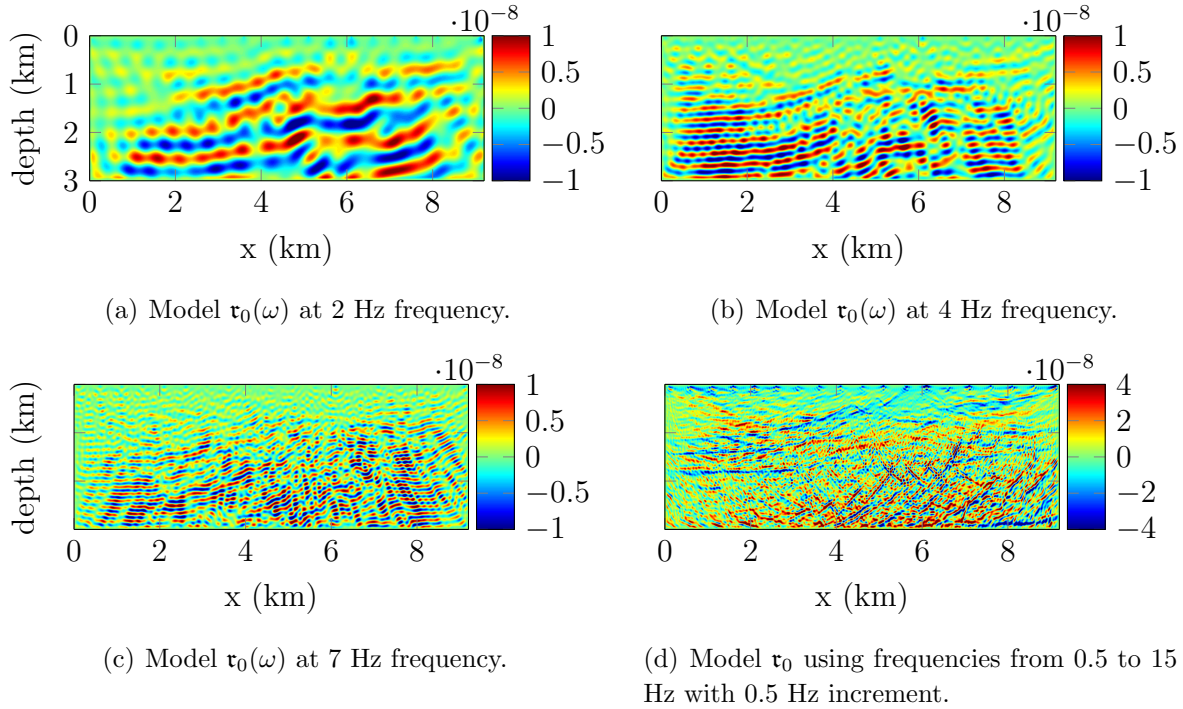 ·10−8
0
1
2
3
depth (km)
0 2 4 6 8
x (km)
1
0.5
0
−0.5
−1
(a) Model 𝔯0(ω) at 2 Hz frequency.
·10−8
0 2 4 6 8
x (km)
1
0.5
0
−0.5
−1
(b) Model 𝔯0(ω) at 4 Hz frequency.
·10−8
depth (km)
0 2 4 6 8
x (km)
1
0.5
0
−0.5
−1
(c) Model 𝔯0(ω) at 7 Hz frequency.
·10−8
0 2 4 6 8
x (km)
4
2
0
−2
−4
(d) Model 𝔯0 using frequencies from 0.5 to 15
Hz with 0.5 Hz increment.